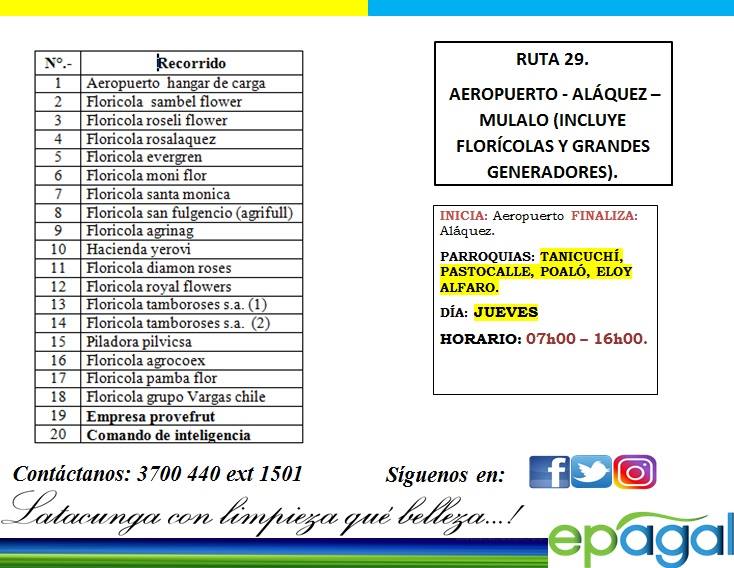 N°.- Recorrido
1 Aeropuerto hangar de carga
2 Floricola sambel flower
3 Floricola roseli flower
4 Floricola rosalaquez
5 Floricola evergren
6 Floricola moni flor
7 Floricola santa monica
8 Floricola san fulgencio (agrifull)
9 Floricola agrinag
10 Hacienda yerovi
11 Floricola diamon roses
12 Floricola royal flowers
13 Floricola tamboroses s.a. (1)
14 Floricola tamboroses s.a. (2)
15 Piladora pilvicsa
16 Floricola agrocoex
17 Floricola pamba flor
18 Floricola grupo Vargas chile
19 Empresa provefrut
20 Comando de inteligencia
RUTA 29.
AEROPUERTO - ALÁQUEZ –
MULALO (INCLUYE
FLORÍCOLAS Y GRANDES
GENERADORES).
INICIA: Aeropuerto FINALIZA:
Aláquez.
PARROQUIAS: TANICUCHÍ,
PASTOCALLE, POALÓ, ELOY
ALFARO.
DÍA: JUEVES
HORARIO: 07h00 – 16h00.
Contáctanos: 3700 440 ext 1501
Síguenos en:
Latacunga con limpieza qué belleza...!
epagal